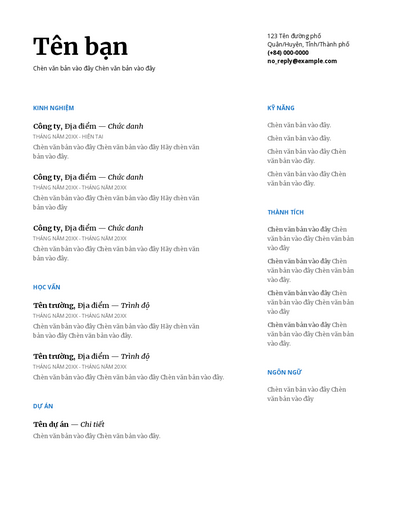 Tên bạn
Chèn văn bản vào đây Chèn văn bản vào đây
123 Tên đường phố
Quận/Huyện, Tỉnh/Thành phố
(+84) 000-0000
no_reply@example.com
KINH NGHIỆM
Công ty, Địa điểm — Chức danh
THÁNG NĂM 20XX - HIỆN TẠI
Chèn văn bản vào đây Chèn văn bản vào đây Hãy chèn văn
bản vào đây.
Công ty, Địa điểm — Chức danh
THÁNG NĂM 20XX - THÁNG NĂM 20XX
Chèn văn bản vào đây Chèn văn bản vào đây Hãy chèn văn
bản vào đây
Công ty, Địa điểm — Chức danh
THÁNG NĂM 20XX - THÁNG NĂM 20XX
Chèn văn bản vào đây Chèn văn bản vào đây Hãy chèn văn
bản vào đây.
HỌC VẤN
Tên trường, Địa điểm — Trình độ
THÁNG NĂM 20XX - THÁNG NĂM 20XX
Chèn văn bản vào đây Chèn văn bản vào đây Hãy chèn văn
bản vào đây Chèn văn bản vào đây.
Tên trường, Địa điểm — Trình độ
THÁNG NĂM 20XX - THÁNG NĂM 20XX
Chèn văn bản vào đây Chèn văn bản vào đây Chèn văn bản vào đây.
DỰ ÁN
Tên dự án — Chi tiết
Chèn văn bản vào đây Chèn văn bản vào đây.
KỸ NĂNG
Chèn văn bản vào đây.
Chèn văn bản vào đây.
Chèn văn bản vào đây Chèn
văn bản vào đây.
Chèn văn bản vào đây Chèn
văn bản vào đây.
THÀNH TÍCH
Chèn văn bản vào đây Chèn
văn bản vào đây Chèn văn bản
vào đây.
Chèn văn bản vào đây Chèn
văn bản vào đây Chèn văn bản
vào đây.
Chèn văn bản vào đây Chèn
văn bản vào đây Chèn văn bản
vào đây
Chèn văn bản vào đây Chèn
văn bản vào đây Chèn văn bản
vào đây.
NGÔN NGỮ
Chèn văn bản vào đây Chèn
văn bản vào đây